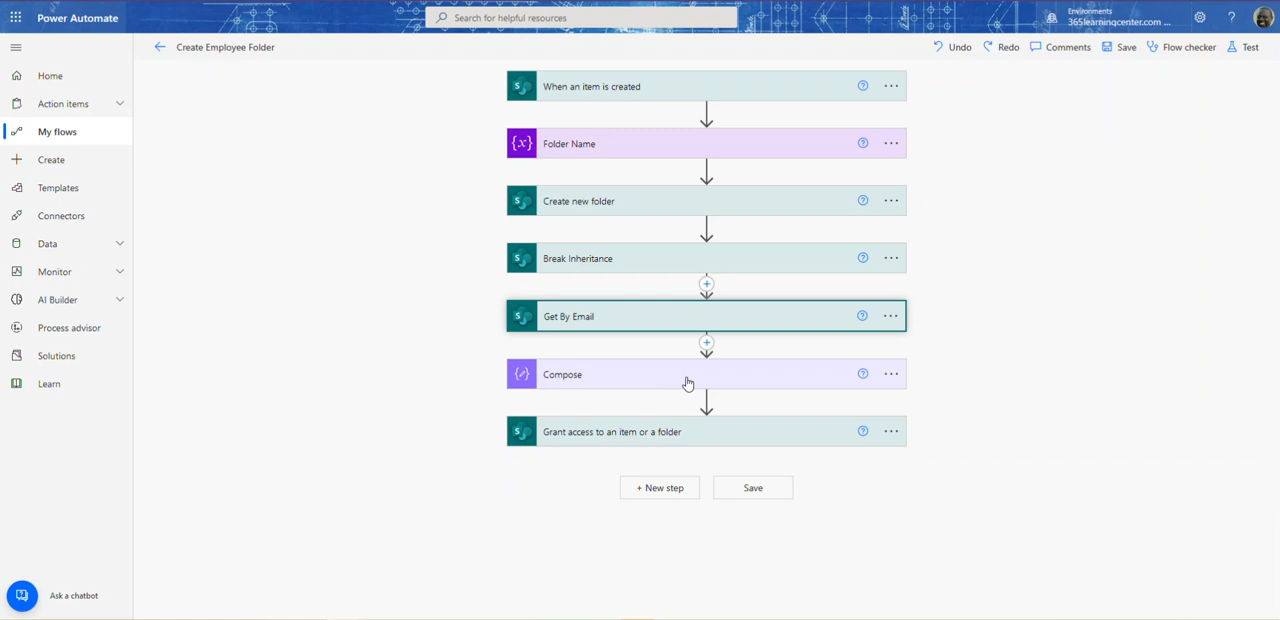 Power Automate
Search for helpful resources
Environments
365learningcenter.com ...
?
Create Employee Folder
Undo
Redo
Comments
Save
Flow checker
Test
Home
Action items
My flows
Create
Templates
Connectors
Data
Monitor
AI Builder
Process advisor
Solutions
Learn
Ask a chatbot
S When an item is created ? ...
{x} Folder Name ? ...
S Create new folder ? ...
S Break Inheritance ? ...
S Get By Email ? ...
Compose ? ...
S Grant access to an item or a folder ? ...
+ New step
Save